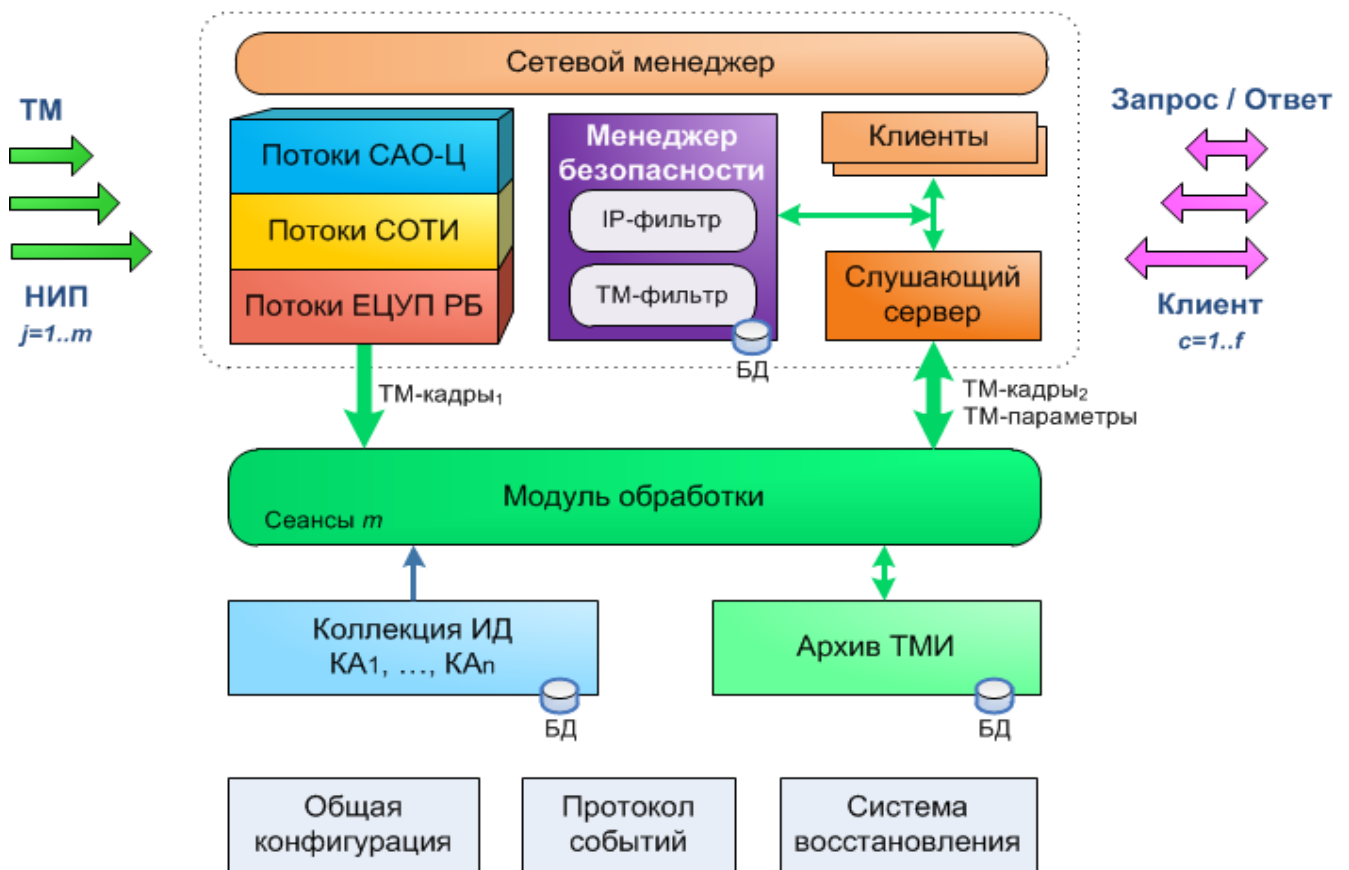 Сетевой менеджер
ТМ
НИП
j=1..m
Потоки САО-Ц
Потоки СОТИ
Потоки ЕЦУП РБ
Менеджер
безопасности
IP-фильтр
ТМ-фильтр
БД
Клиенты
Слушающий
сервер
Запрос / Ответ
Клиент
c=1..f
ТМ-кадры₁
ТМ-кадры₂
ТМ-параметры
Модуль обработки
Сеансы m
Коллекция ИД
КА1, ..., КАn
БД
Архив ТМИ
БД
Общая
конфигурация
Протокол
событий
Система
восстановления